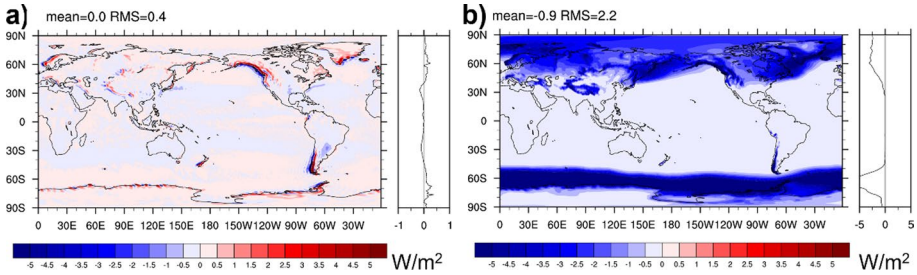 a)
mean=0.0 RMS=0.4
90N
60N
30N
0
30S
60S
90S
0 30E 60E 90E 120E 150E 180 150W 120W 90W 60W 30W
-1 0 1
-5 -4.5 -4 -3.5 -3 -2.5 -2 -1.5 -1 -0.5 0 0.5 1 1.5 2 2.5 3 3.5 4 4.5 5
W/m²
b)
mean=-0.9 RMS=2.2
90N
60N
30N
0
30S
60S
90S
0 30E 60E 90E 120E 150E 180 150W 120W 90W 60W 30W
-5 0 5
-5 -4.5 -4 -3.5 -3 -2.5 -2 -1.5 -1 -0.5 0 0.5 1 1.5 2 2.5 3 3.5 4 4.5 5
W/m²